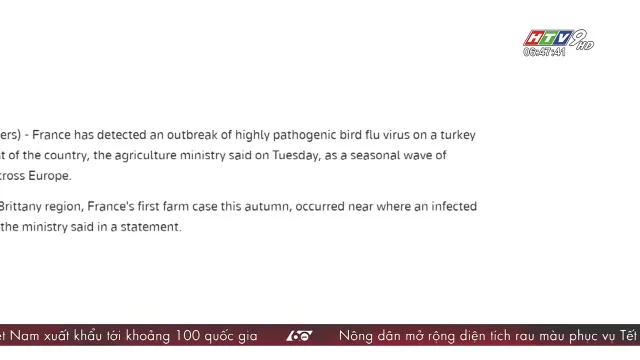 HTV9HD
06:47:41
ers) - France has detected an outbreak of highly pathogenic bird flu virus on a turkey
t of the country, the agriculture ministry said on Tuesday, as a seasonal wave of
cross Europe.
Brittany region, France's first farm case this autumn, occurred near where an infected
the ministry said in a statement.
ệt Nam xuất khẩu tới khoảng 100 quốc gia
60 Nông dân mở rộng diện tích rau màu phục vụ Tết